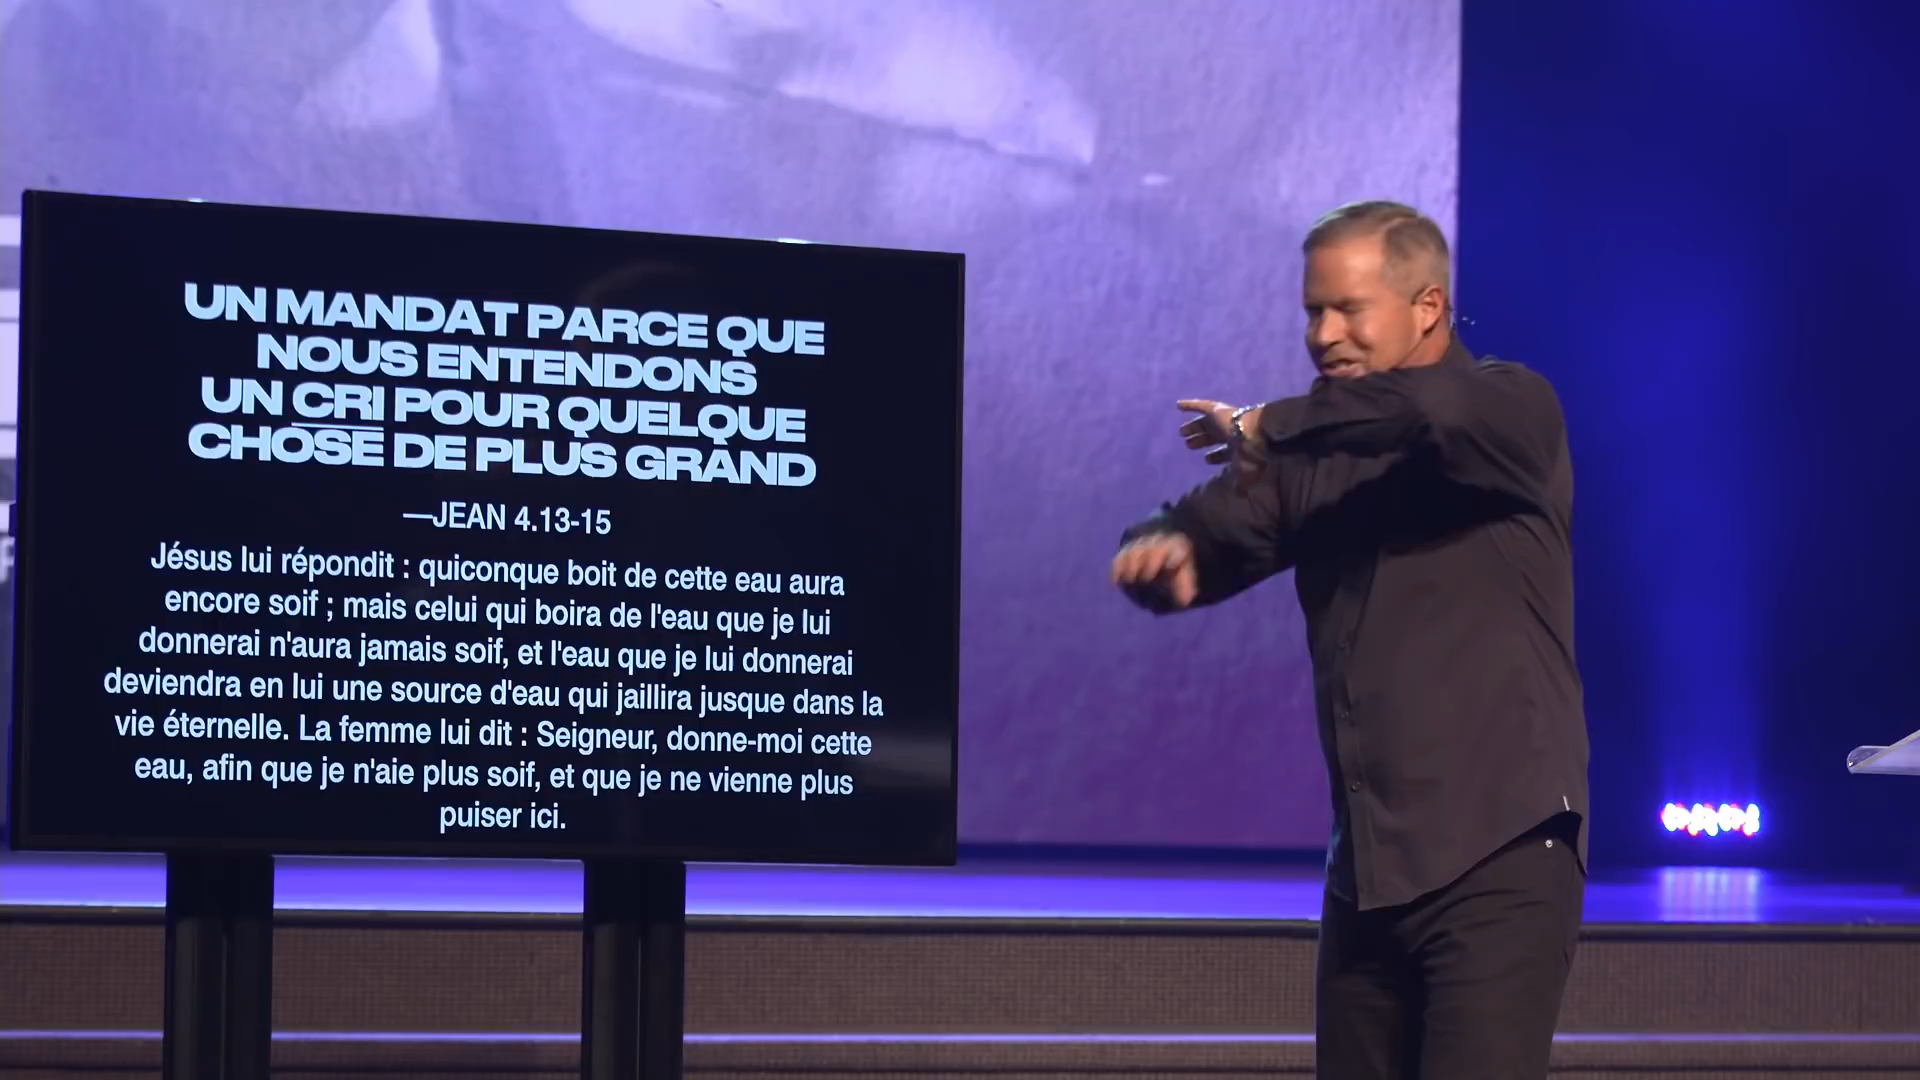 UN MANDAT PARCE QUE
NOUS ENTENDONS
UN CRI POUR QUELQUE
CHOSE DE PLUS GRAND
—JEAN 4.13-15
Jésus lui répondit : quiconque boit de cette eau aura
encore soif ; mais celui qui boira de l'eau que je lui
donnerai n'aura jamais soif, et l'eau que je lui donnerai
deviendra en lui une source d'eau qui jaillira jusque dans la
vie éternelle. La femme lui dit : Seigneur, donne-moi cette
eau, afin que je n'aie plus soif, et que je ne vienne plus
puiser ici.